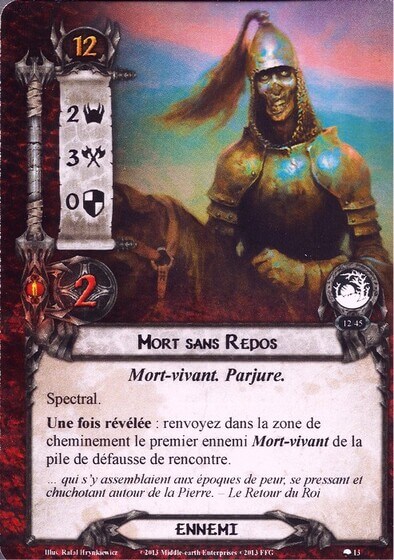 12
2
3
0
2
12/45
Mort sans Repos
Mort-vivant. Parjure.
Spectral.
Une fois révélée : renvoyez dans la zone de
cheminement le premier ennemi Mort-vivant de la
pile de défausse de rencontre.
... qui s'y assemblaient aux époques de peur, se pressant et
chuchotant autour de la Pierre. – Le Retour du Roi
ENNEMI
Illus. Rafał Hrynkiewicz ©2013 Middle-earth Enterprises ©2013 FFG 13